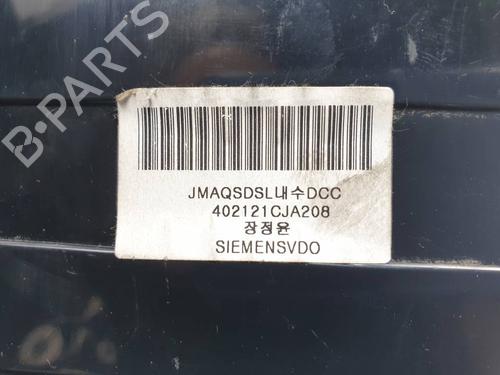 B-PARTS
JMAQSDSL내수DCC
402121CJA208
장정윤
SIEMENSVDO